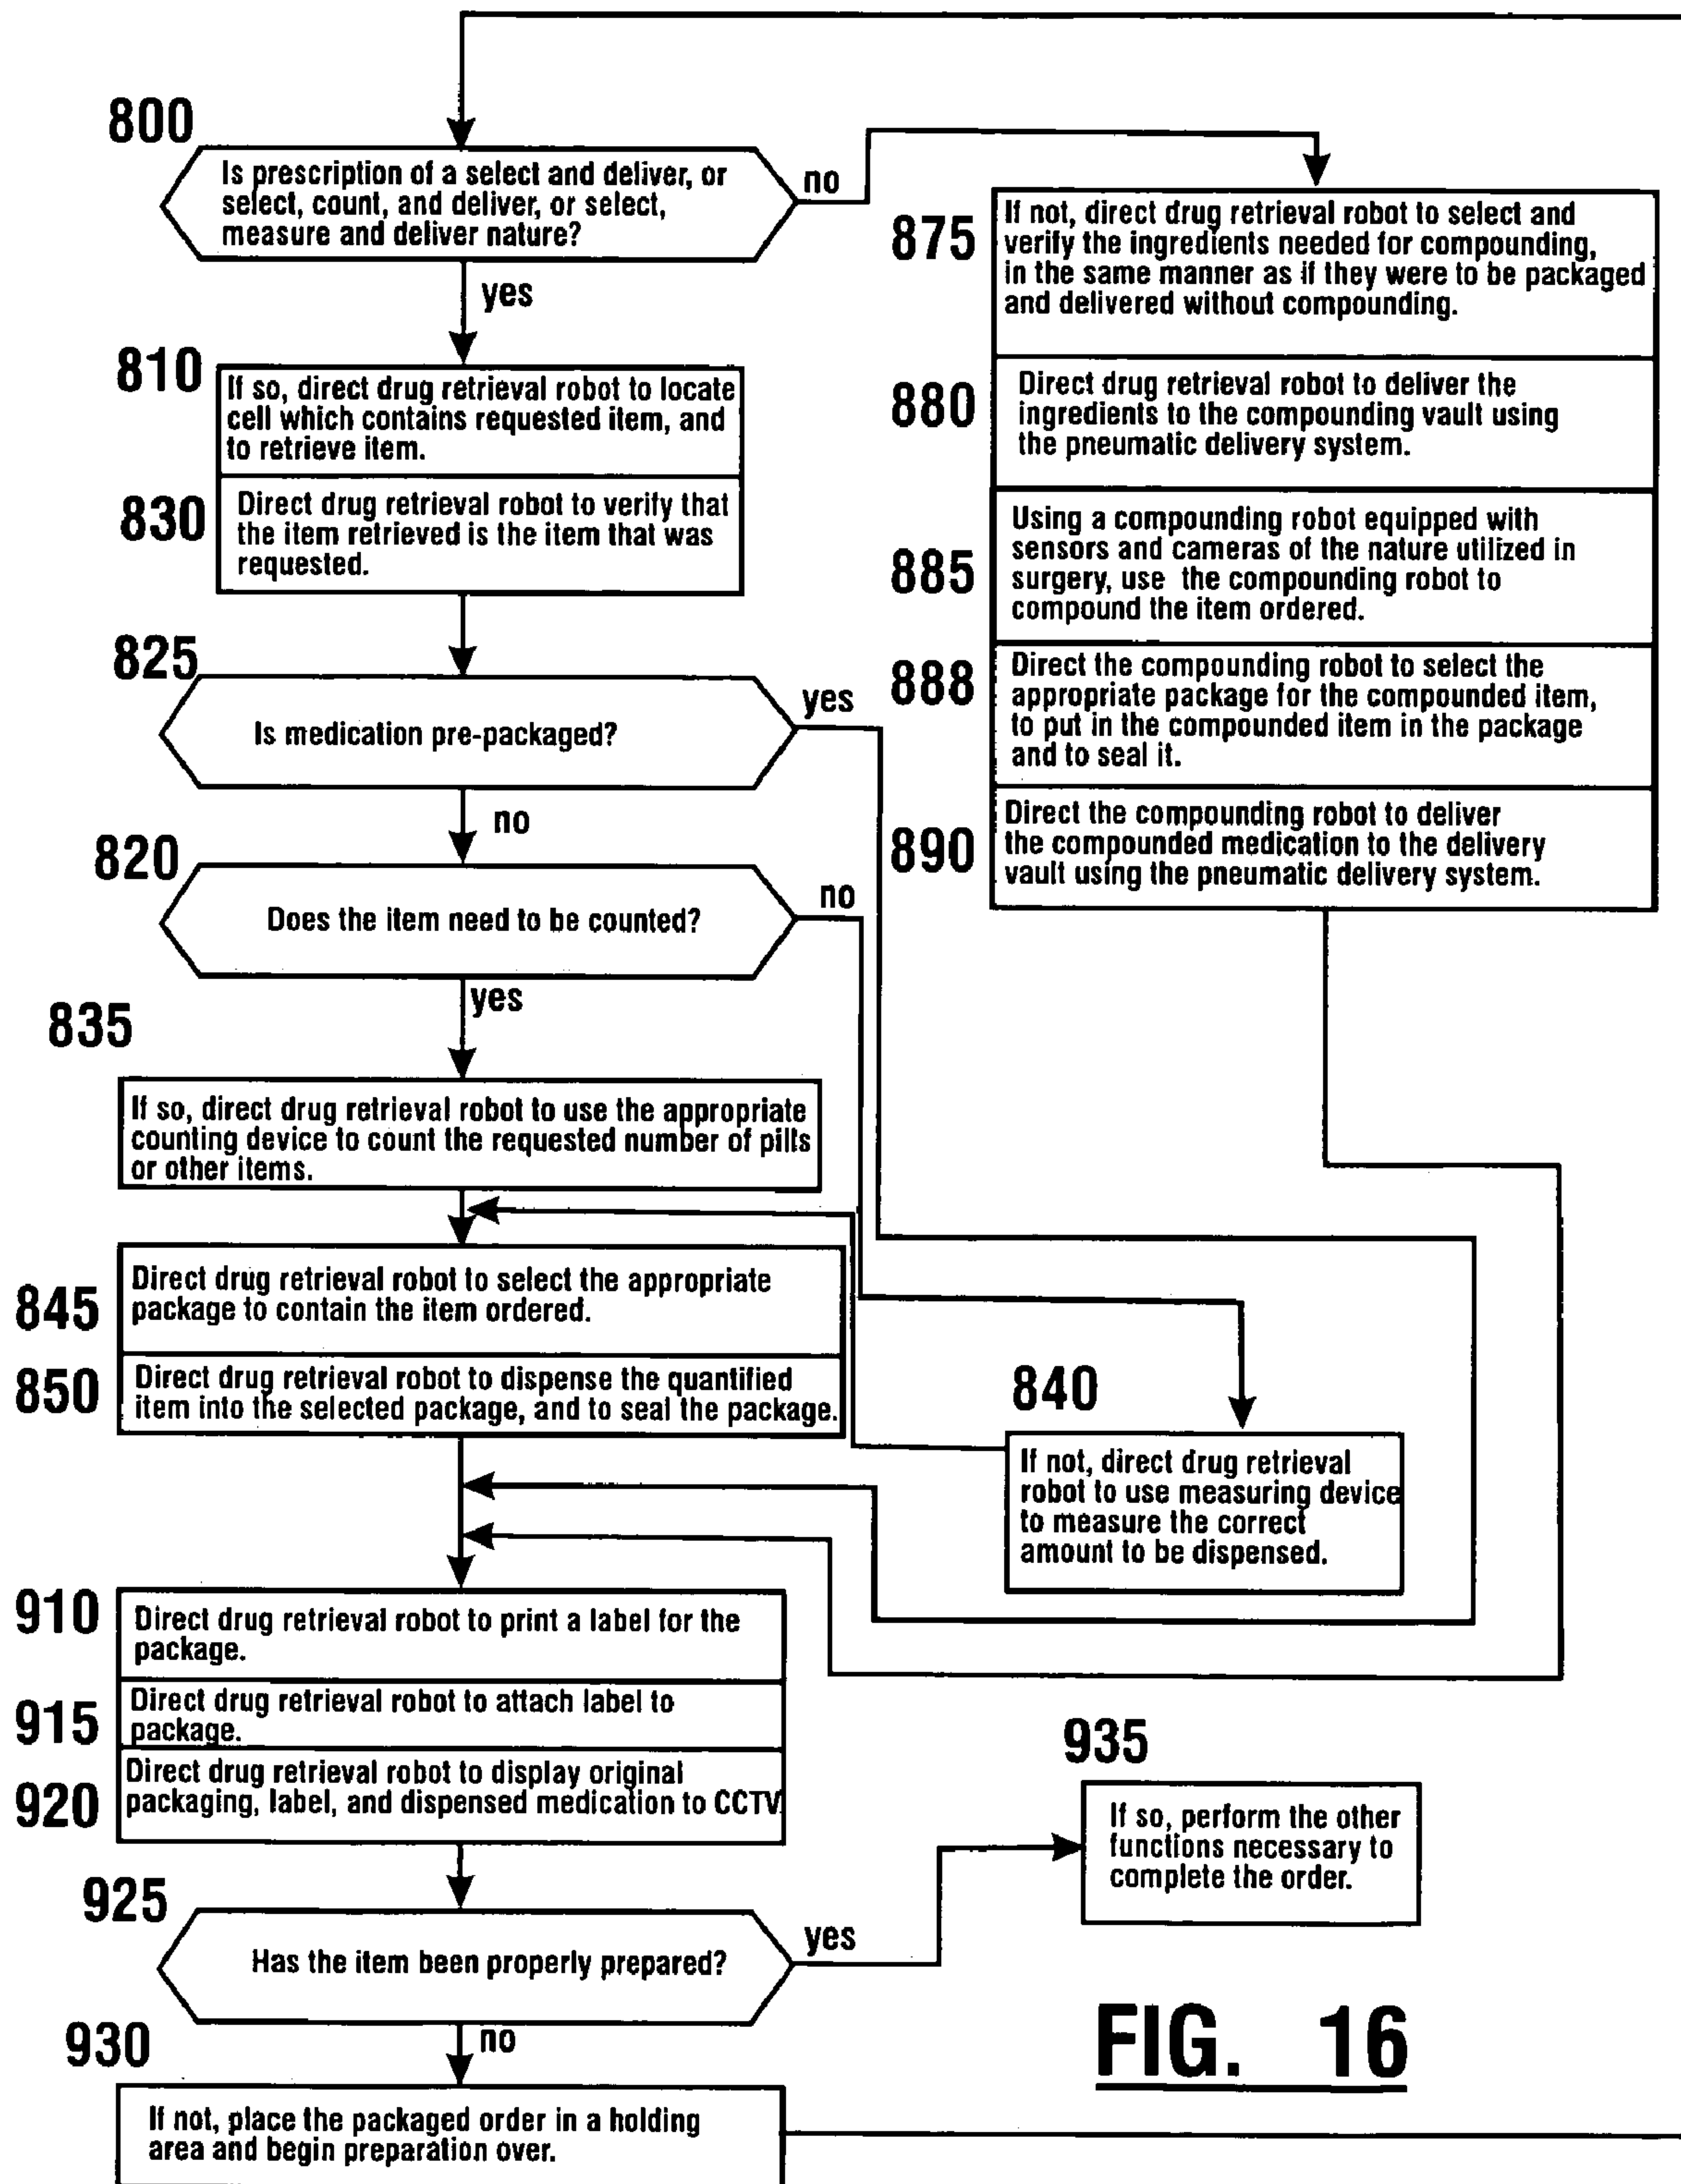 800
Is prescription of a select and deliver, or
select, count, and deliver, or select,
measure and deliver nature?
no
yes
875
If not, direct drug retrieval robot to select and
verify the ingredients needed for compounding,
in the same manner as if they were to be packaged
and delivered without compounding.
880
Direct drug retrieval robot to deliver the
ingredients to the compounding vault using
the pneumatic delivery system.
885
Using a compounding robot equipped with
sensors and cameras of the nature utilized in
surgery, use the compounding robot to
compound the item ordered.
888
Direct the compounding robot to select the
appropriate package for the compounded item,
to put in the compounded item in the package
and to seal it.
890
Direct the compounding robot to deliver
the compounded medication to the delivery
vault using the pneumatic delivery system.
810
If so, direct drug retrieval robot to locate
cell which contains requested item, and
to retrieve item.
830
Direct drug retrieval robot to verify that
the item retrieved is the item that was
requested.
825
Is medication pre-packaged?
yes
no
820
Does the item need to be counted?
no
yes
835
If so, direct drug retrieval robot to use the appropriate
counting device to count the requested number of pills
or other items.
845
Direct drug retrieval robot to select the appropriate
package to contain the item ordered.
850
Direct drug retrieval robot to dispense the quantified
item into the selected package, and to seal the package.
840
If not, direct drug retrieval
robot to use measuring device
to measure the correct
amount to be dispensed.
910
Direct drug retrieval robot to print a label for the
package.
915
Direct drug retrieval robot to attach label to
package.
920
Direct drug retrieval robot to display original
packaging, label, and dispensed medication to CCTV.
925
Has the item been properly prepared?
yes
no
935
If so, perform the other
functions necessary to
complete the order.
930
If not, place the packaged order in a holding
area and begin preparation over.
FIG. 16